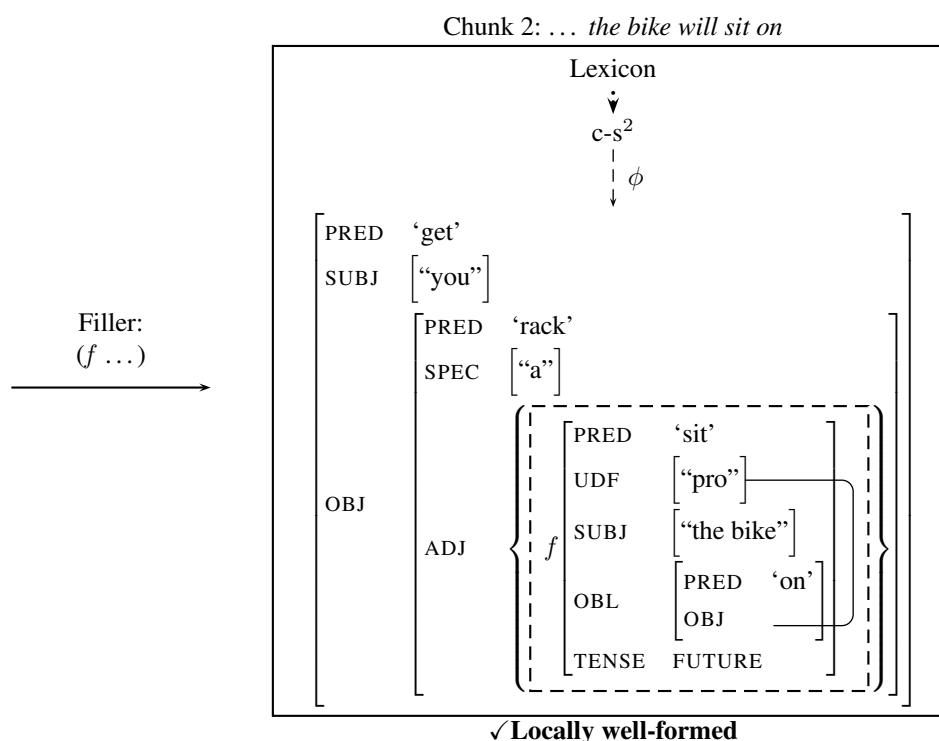 Chunk 2: … the bike will sit on
Lexicon
c-s²
ϕ
PRED ‘get’
SUBJ [“you”]
Filler:
(f …)
PRED ‘rack’
SPEC [“a”]
PRED ‘sit’
UDF [“pro”]
OBJ
SUBJ [“the bike”]
ADJ
f
PRED ‘on’
OBL
OBJ
TENSE FUTURE
✓Locally well-formed